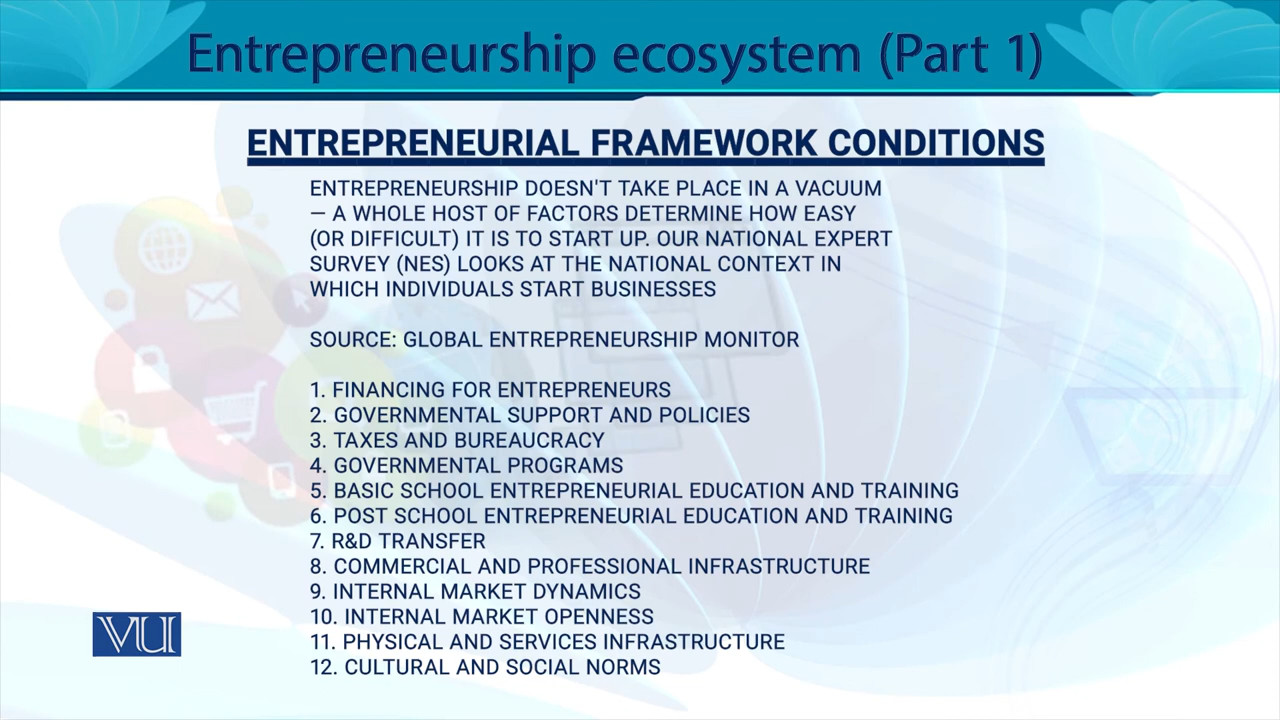 Entrepreneurship ecosystem (Part 1)
ENTREPRENEURIAL FRAMEWORK CONDITIONS
ENTREPRENEURSHIP DOESN'T TAKE PLACE IN A VACUUM
— A WHOLE HOST OF FACTORS DETERMINE HOW EASY
(OR DIFFICULT) IT IS TO START UP. OUR NATIONAL EXPERT
SURVEY (NES) LOOKS AT THE NATIONAL CONTEXT IN
WHICH INDIVIDUALS START BUSINESSES
SOURCE: GLOBAL ENTREPRENEURSHIP MONITOR
1. FINANCING FOR ENTREPRENEURS
2. GOVERNMENTAL SUPPORT AND POLICIES
3. TAXES AND BUREAUCRACY
4. GOVERNMENTAL PROGRAMS
5. BASIC SCHOOL ENTREPRENEURIAL EDUCATION AND TRAINING
6. POST SCHOOL ENTREPRENEURIAL EDUCATION AND TRAINING
7. R&D TRANSFER
8. COMMERCIAL AND PROFESSIONAL INFRASTRUCTURE
9. INTERNAL MARKET DYNAMICS
10. INTERNAL MARKET OPENNESS
11. PHYSICAL AND SERVICES INFRASTRUCTURE
12. CULTURAL AND SOCIAL NORMS
VU